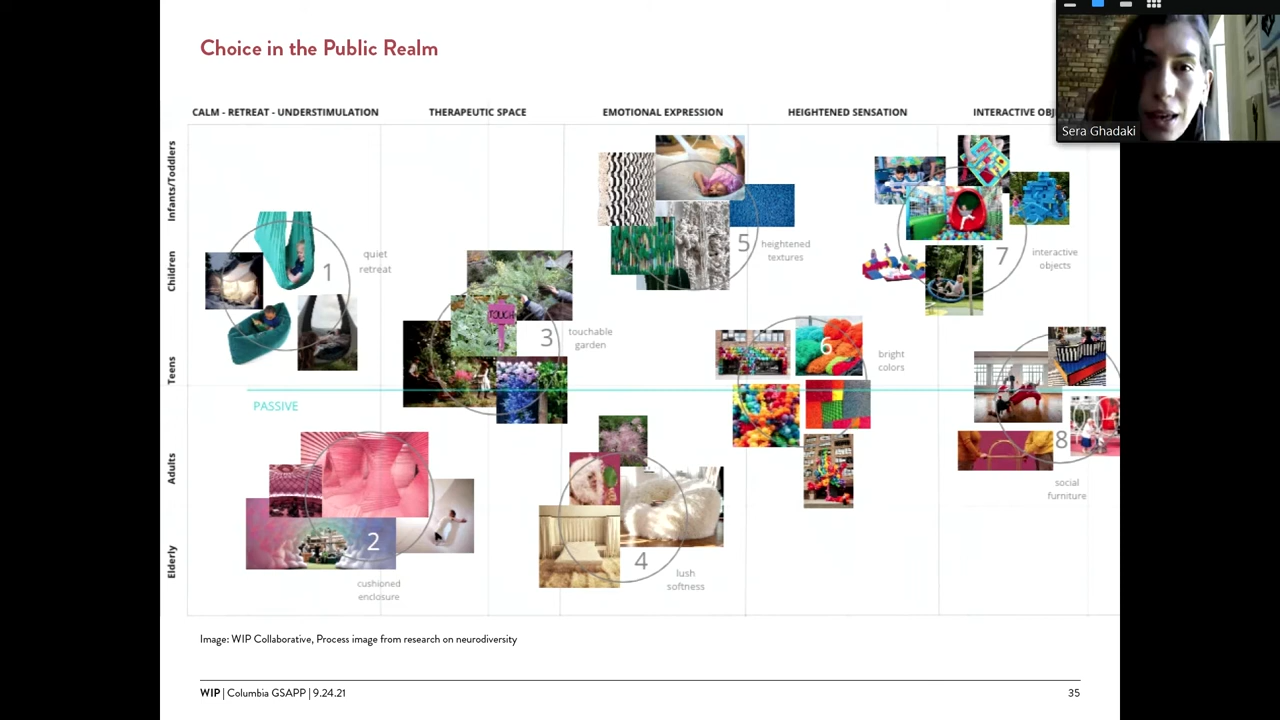 Choice in the Public Realm
Sera Ghadaki
CALM - RETREAT - UNDERSTIMULATION
THERAPEUTIC SPACE
EMOTIONAL EXPRESSION
HEIGHTENED SENSATION
INTERACTIVE OBJ
Infants/Toddlers
Children
Teens
Adults
Elderly
1
quiet
retreat
TOUCH
3
touchable
garden
5
heightened
textures
7
interactive
objects
6
bright
colors
PASSIVE
2
cushioned
enclosure
4
lush
softness
8
social
furniture
Image: WIP Collaborative, Process image from research on neurodiversity
WIP | Columbia GSAPP | 9.24.21
35